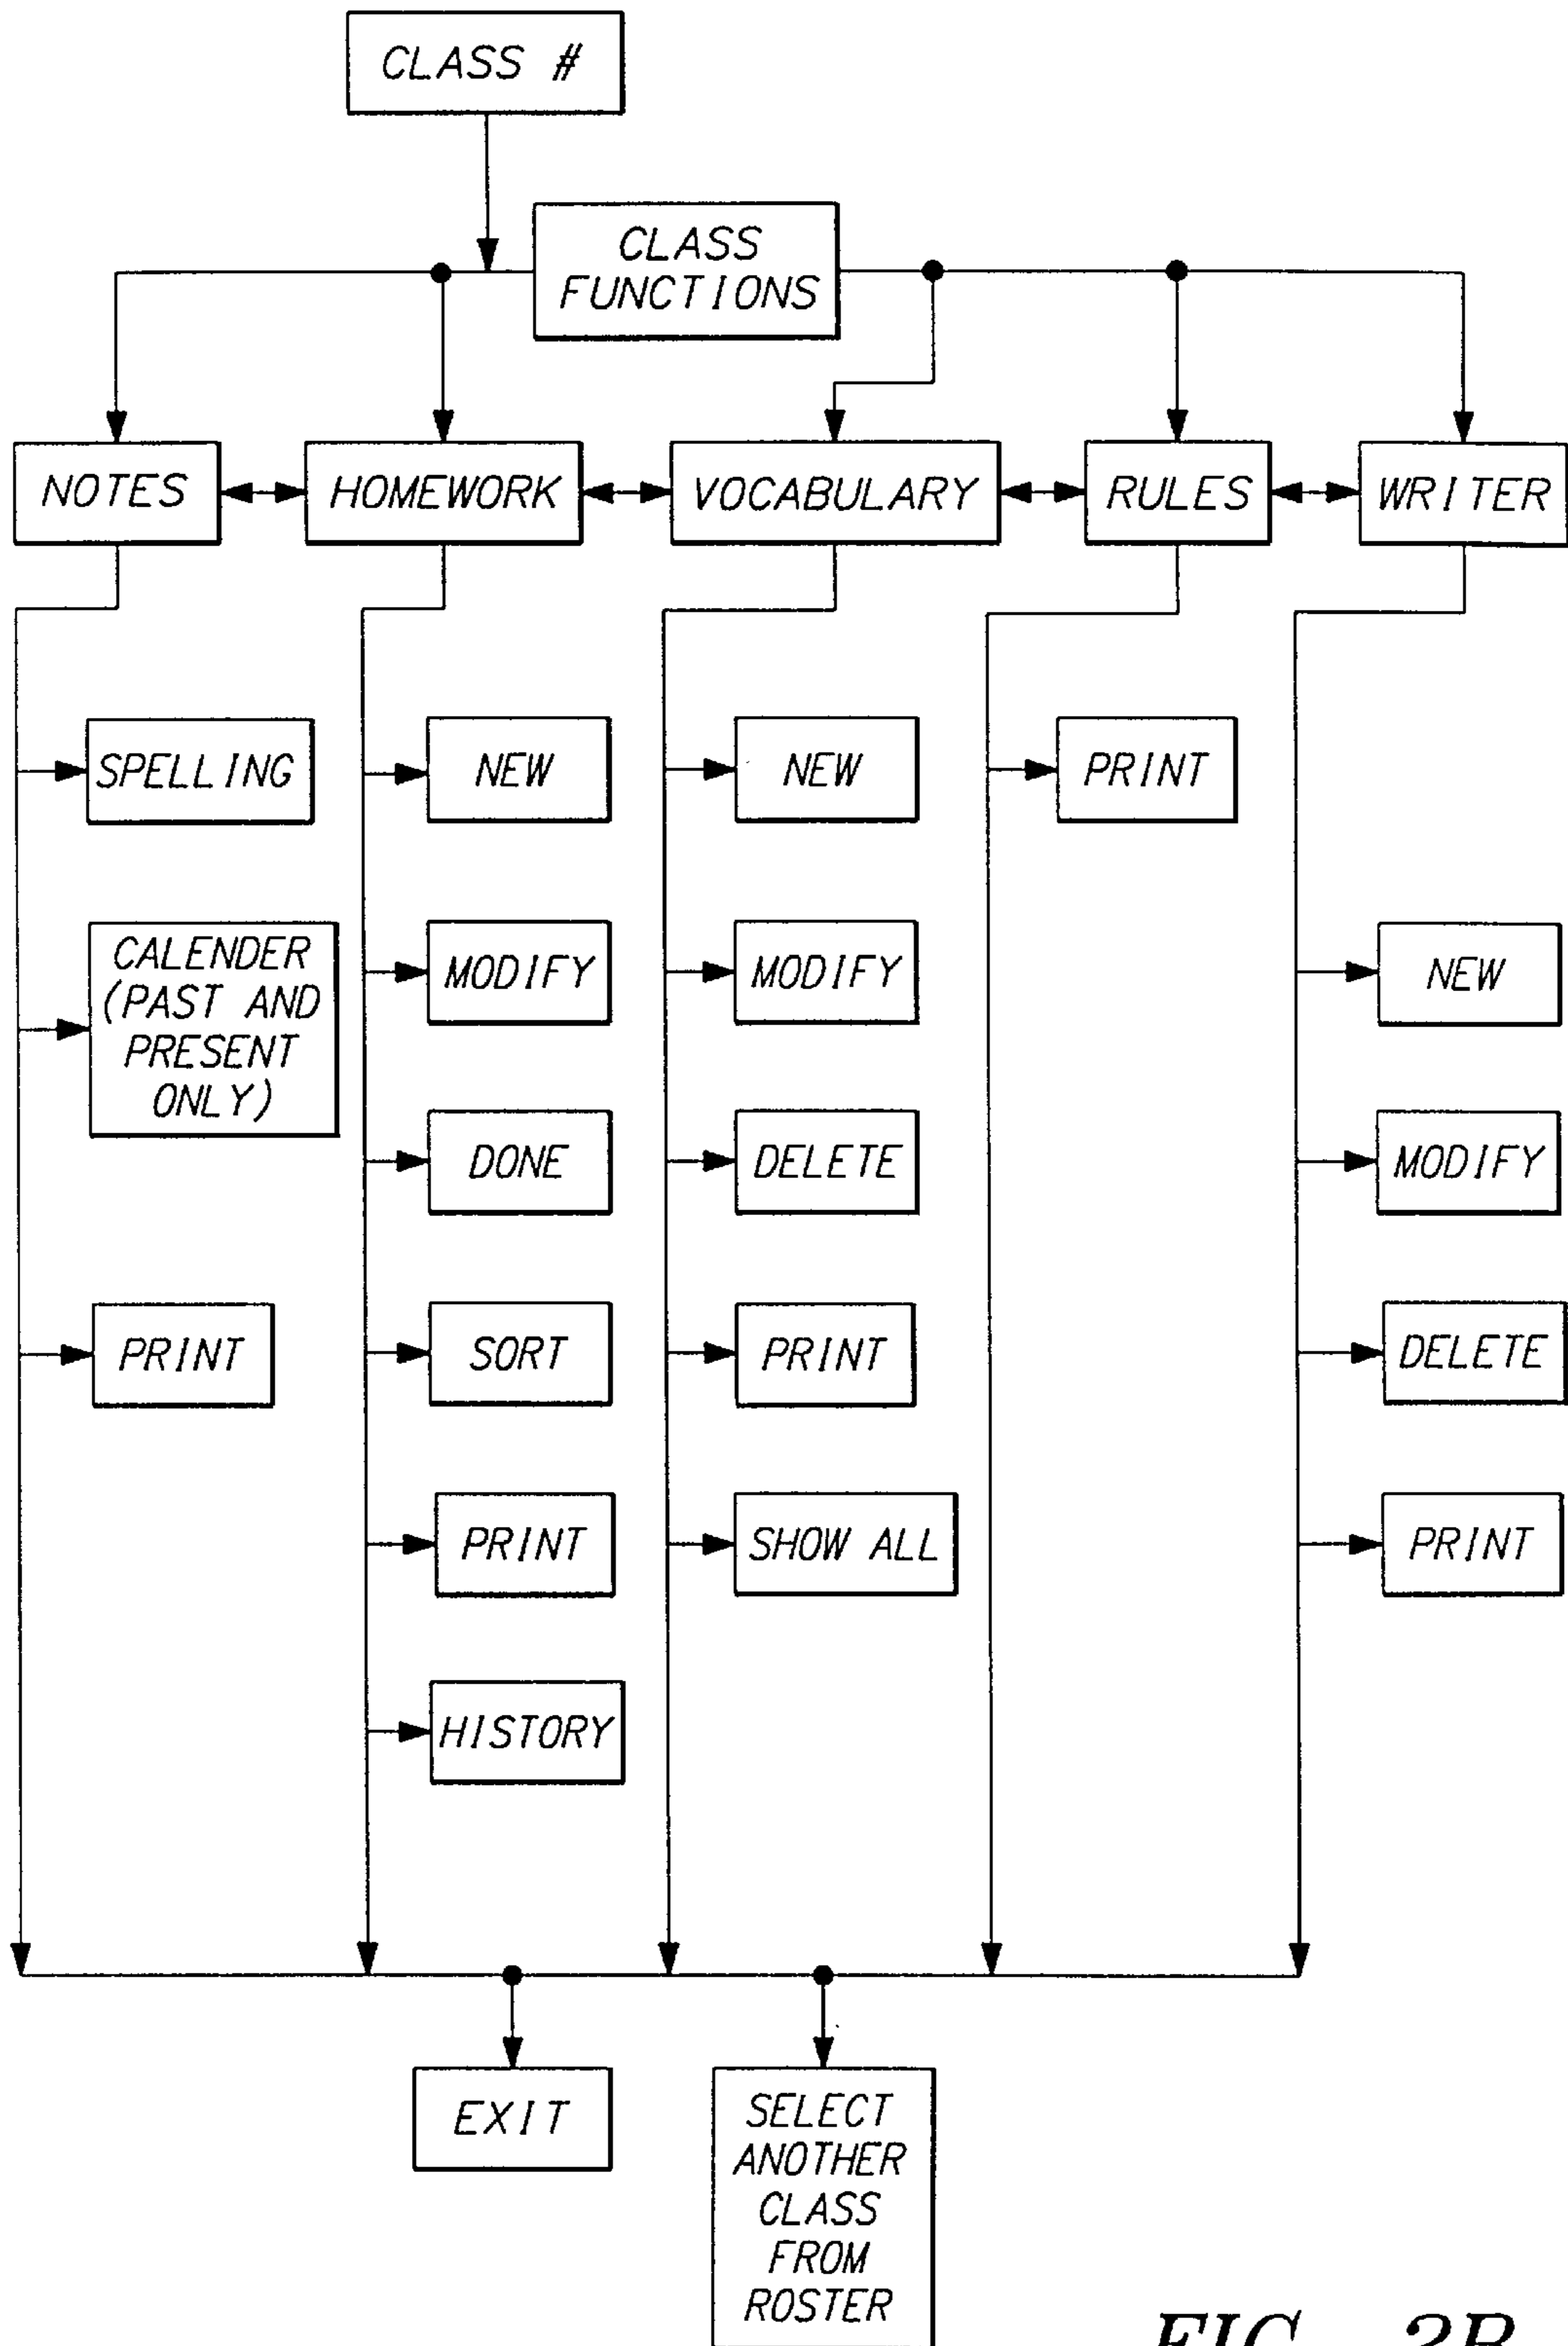 CLASS #
CLASS
FUNCTIONS
NOTES
HOMEWORK
VOCABULARY
RULES
WRITER
SPELLING
NEW
NEW
PRINT
CALENDER
(PAST AND
PRESENT
ONLY)
MODIFY
MODIFY
NEW
DONE
DELETE
MODIFY
PRINT
SORT
PRINT
DELETE
PRINT
SHOW ALL
PRINT
HISTORY
EXIT
SELECT
ANOTHER
CLASS
FROM
ROSTER